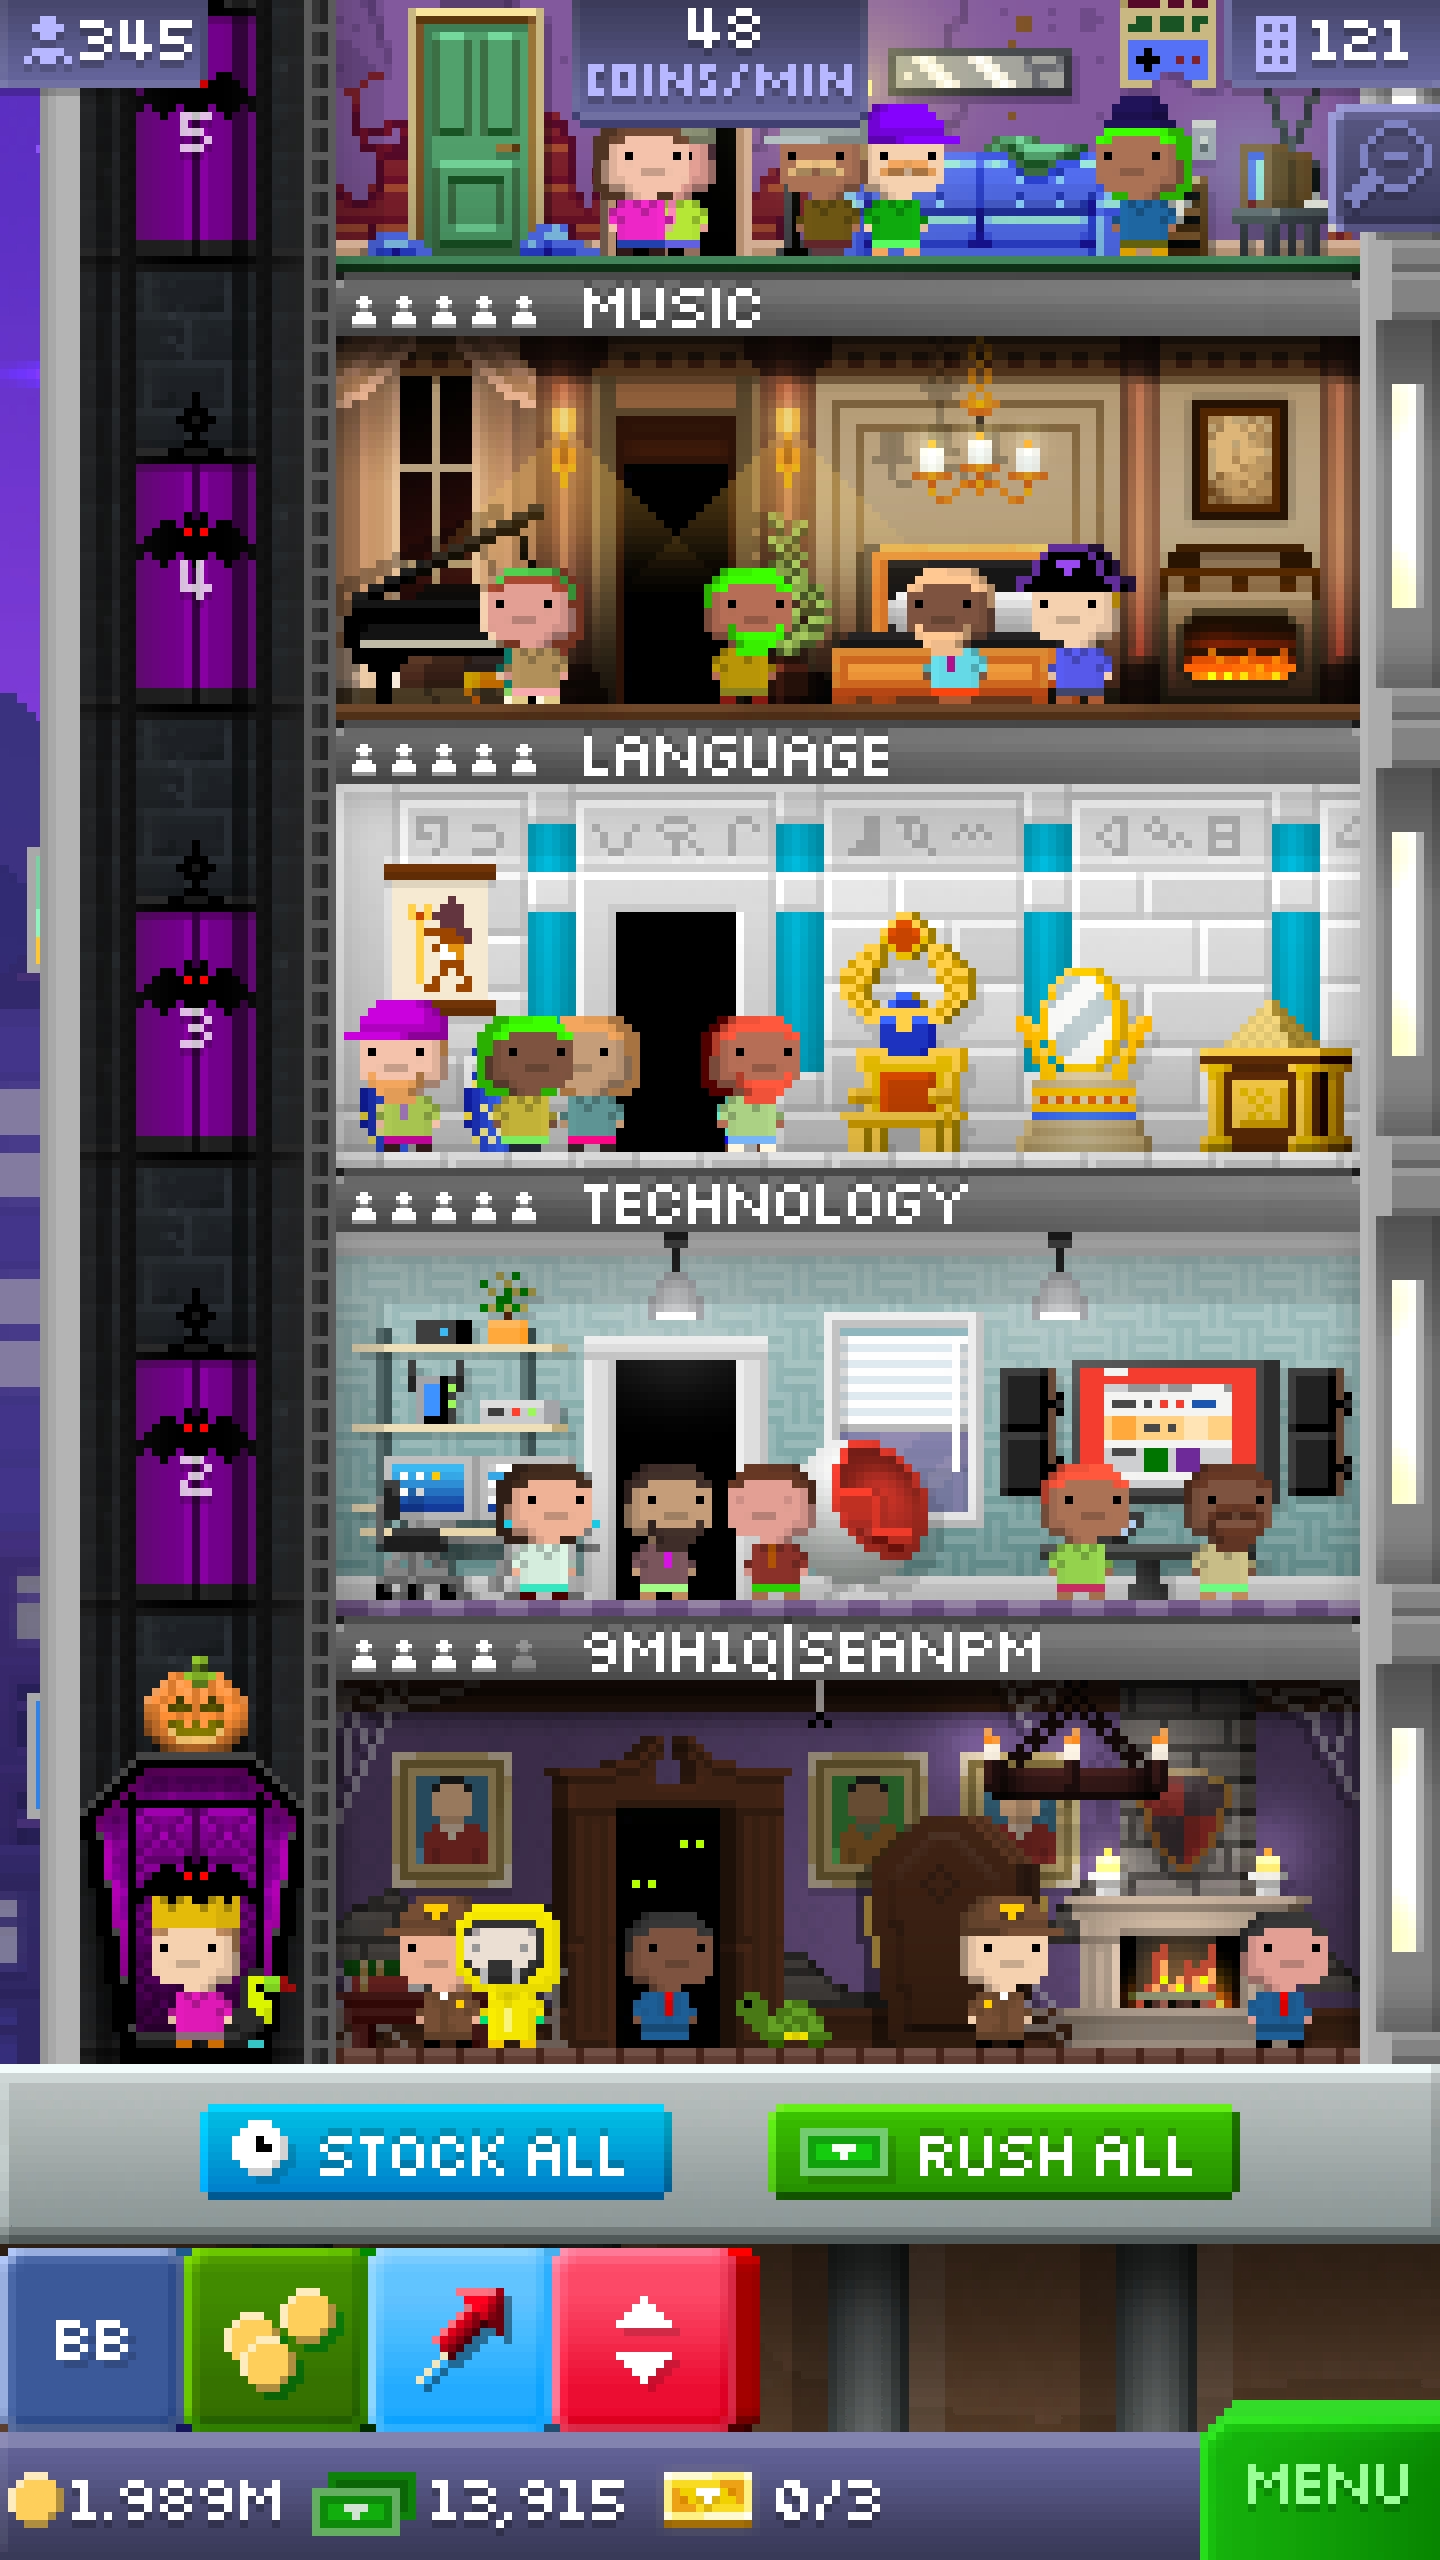 345
48
COINS/MIN
121
5
MUSIC
4
LANGUAGE
3
TECHNOLOGY
2
9MH1Q|SEANPM
STOCK ALL
RUSH ALL
BB
MENU
1.989M
13,915
0/3